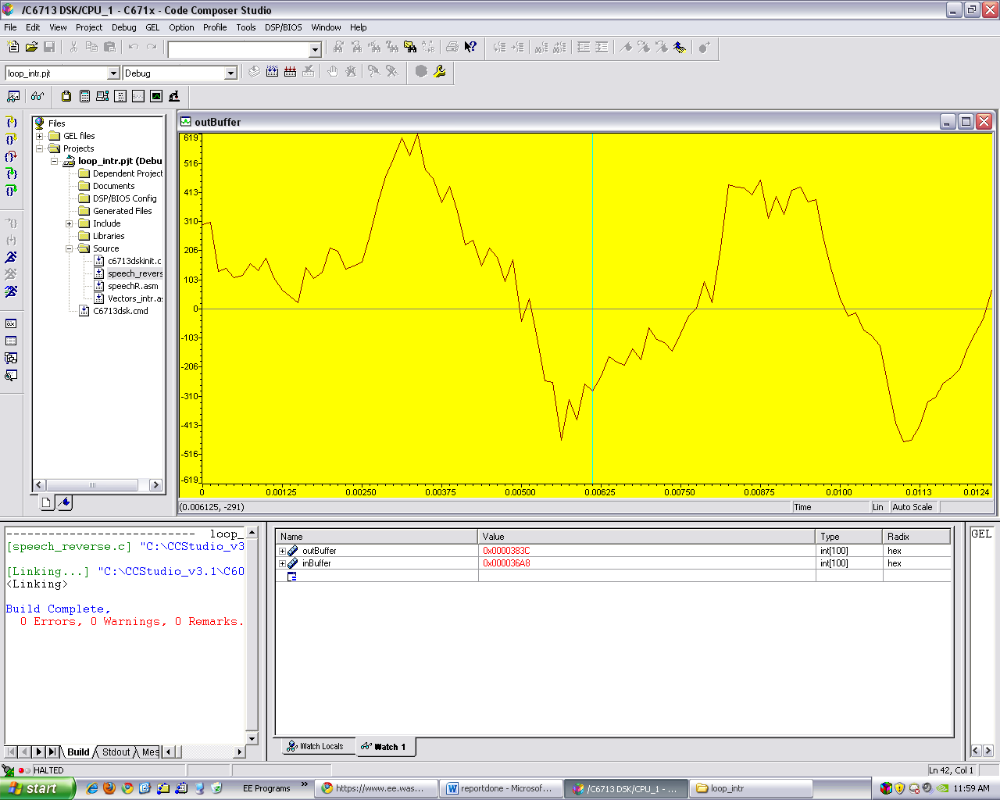 /C6713 DSK/CPU_1 - C671x - Code Composer Studio
File Edit View Project Debug GEL Option Profile Tools DSP/BIOS Window Help
loop_intr.pjt Debug
Files
GEL files
Projects
loop_intr.pjt (Debu
Dependent Project
Documents
DSP/BIOS Config
Generated Files
Include
Libraries
Source
c6713dskinit.c
speech_revers
speechR.asm
Vectors_intr.as
C6713dsk.cmd
outBuffer
619
516
413
310
206
103
0
-103
-206
-310
-413
-516
-619
0 0.00125 0.00250 0.00375 0.00500 0.00625 0.00750 0.00875 0.0100 0.0113 0.0124
(0.006125, -291) Time Lin Auto Scale
--------------------------- loop_
[speech_reverse.c] "C:\CCStudio_v3
[Linking...] "C:\CCStudio_v3.1\C60
<Linking>
Build Complete,
0 Errors, 0 Warnings, 0 Remarks.
Build Stdout Mes
Name Value Type Radix
outBuffer 0x0000383C int[100] hex
inBuffer 0x000036A8 int[100] hex
Watch Locals Watch 1
GEL
HALTED Ln 42, Col 1
start EE Programs https://www.ee.was... reportdone - Microsof... /C6713 DSK/CPU_1 - ... loop_intr 11:59 AM